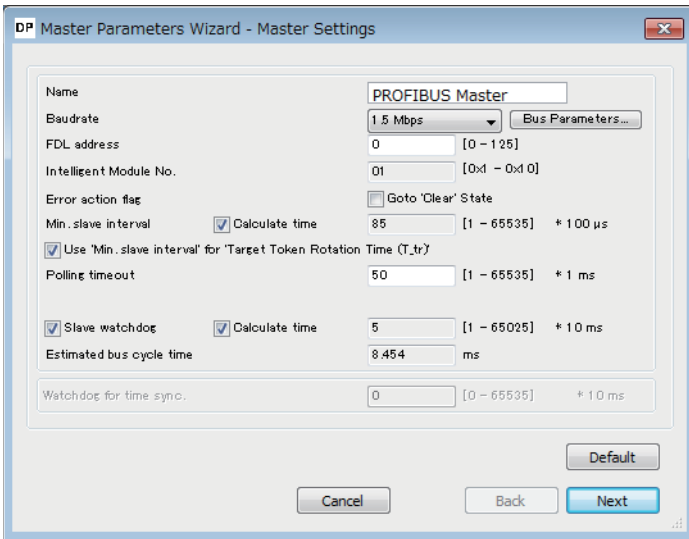 DP Master Parameters Wizard - Master Settings
Name PROFIBUS Master
Baudrate 1.5 Mbps Bus Parameters...
FDL address 0 [0 - 125]
Intelligent Module No. 01 [0x1 - 0x10]
Error action flag Goto 'Clear' State
Min. slave interval Calculate time 85 [1 - 65535] * 100 µs
Use 'Min. slave interval' for 'Target Token Rotation Time (T_tr)'
Polling timeout 50 [1 - 65535] * 1 ms
Slave watchdog Calculate time 5 [1 - 65025] * 10 ms
Estimated bus cycle time 8.454 ms
Watchdog for time sync. 0 [0 - 65535] * 10 ms
Default
Cancel Back Next